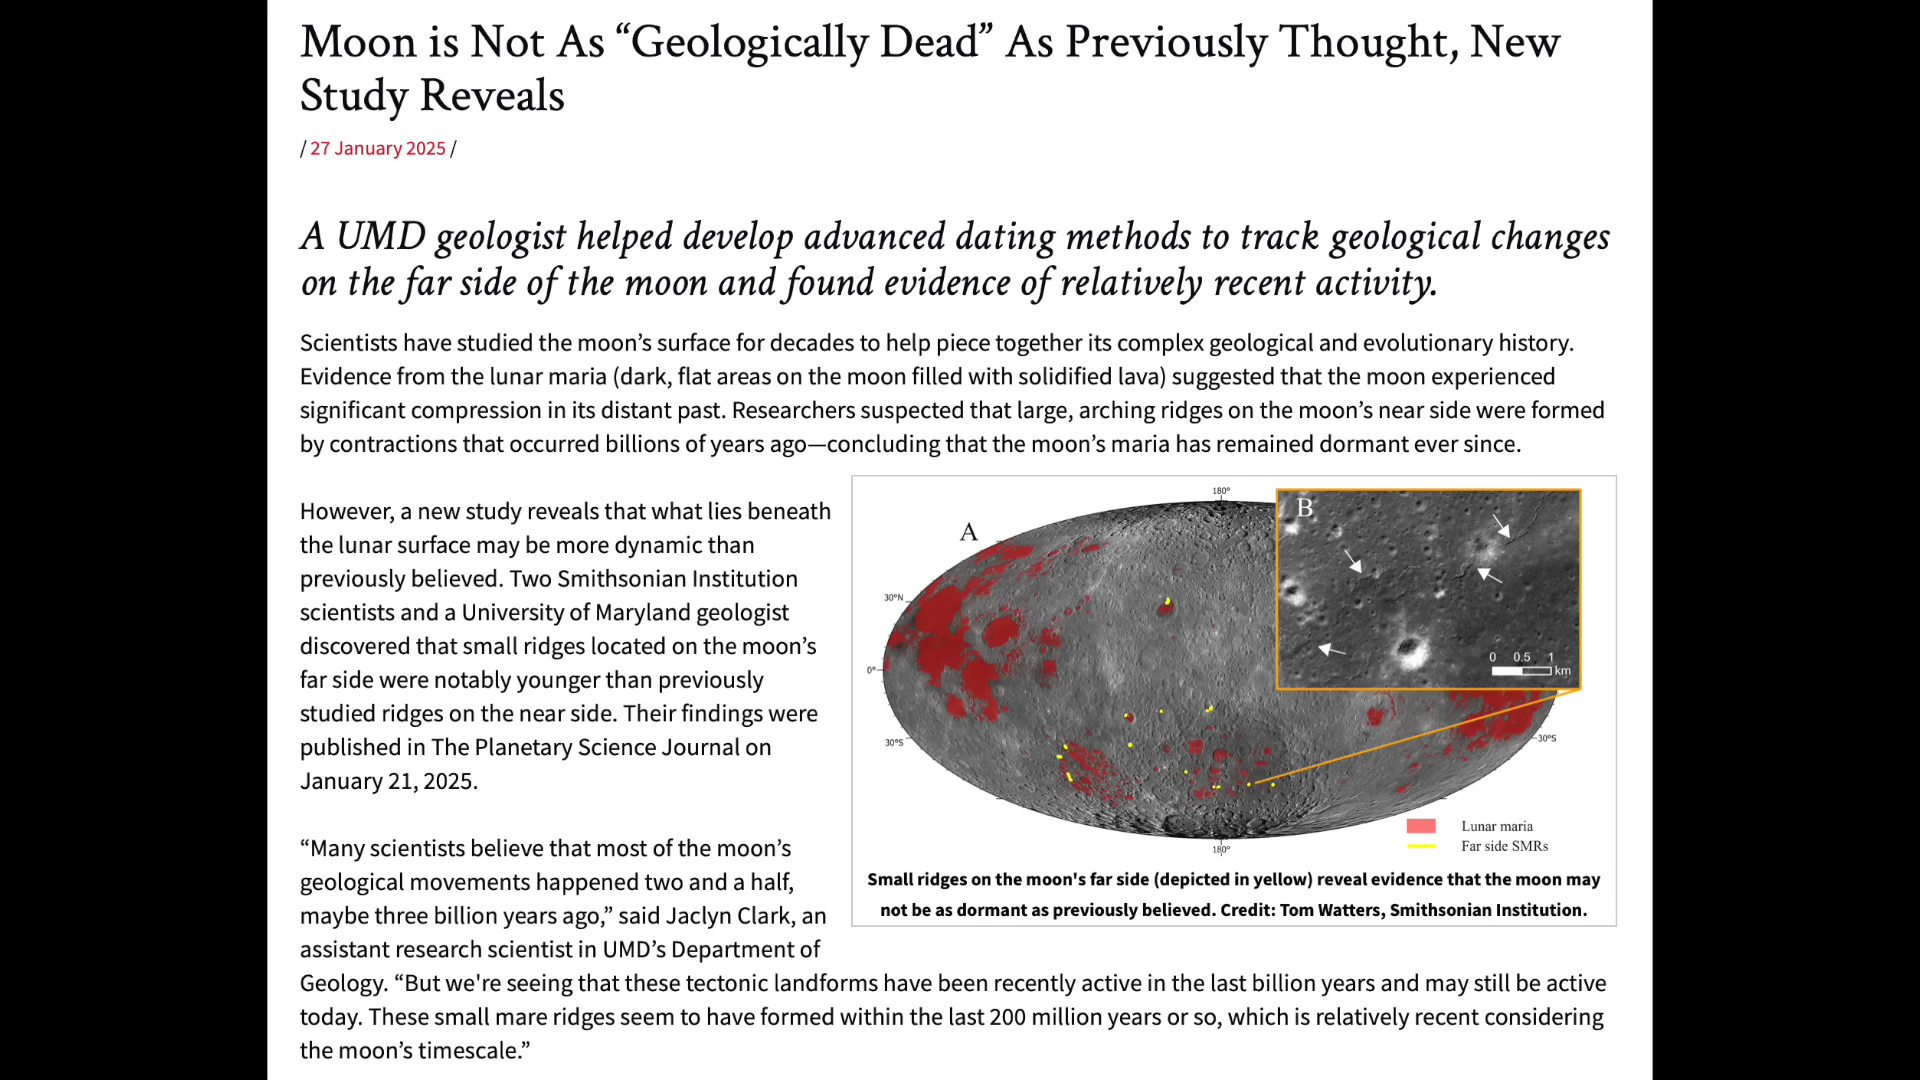 Moon is Not As “Geologically Dead” As Previously Thought, New
Study Reveals
/ 27 January 2025 /
A UMD geologist helped develop advanced dating methods to track geological changes
on the far side of the moon and found evidence of relatively recent activity.
Scientists have studied the moon’s surface for decades to help piece together its complex geological and evolutionary history.
Evidence from the lunar maria (dark, flat areas on the moon filled with solidified lava) suggested that the moon experienced
significant compression in its distant past. Researchers suspected that large, arching ridges on the moon’s near side were formed
by contractions that occurred billions of years ago—concluding that the moon’s maria has remained dormant ever since.
However, a new study reveals that what lies beneath
the lunar surface may be more dynamic than
previously believed. Two Smithsonian Institution
scientists and a University of Maryland geologist
discovered that small ridges located on the moon’s
far side were notably younger than previously
studied ridges on the near side. Their findings were
published in The Planetary Science Journal on
January 21, 2025.
“Many scientists believe that most of the moon’s
geological movements happened two and a half,
maybe three billion years ago,” said Jaclyn Clark, an
assistant research scientist in UMD’s Department of
Geology. “But we're seeing that these tectonic landforms have been recently active in the last billion years and may still be active
today. These small mare ridges seem to have formed within the last 200 million years or so, which is relatively recent considering
the moon’s timescale.”
180°
A
B
30°N
0°
30°S
30°S
0 0.5 1
km
Lunar maria
Far side SMRs
180°
Small ridges on the moon's far side (depicted in yellow) reveal evidence that the moon may
not be as dormant as previously believed. Credit: Tom Watters, Smithsonian Institution.